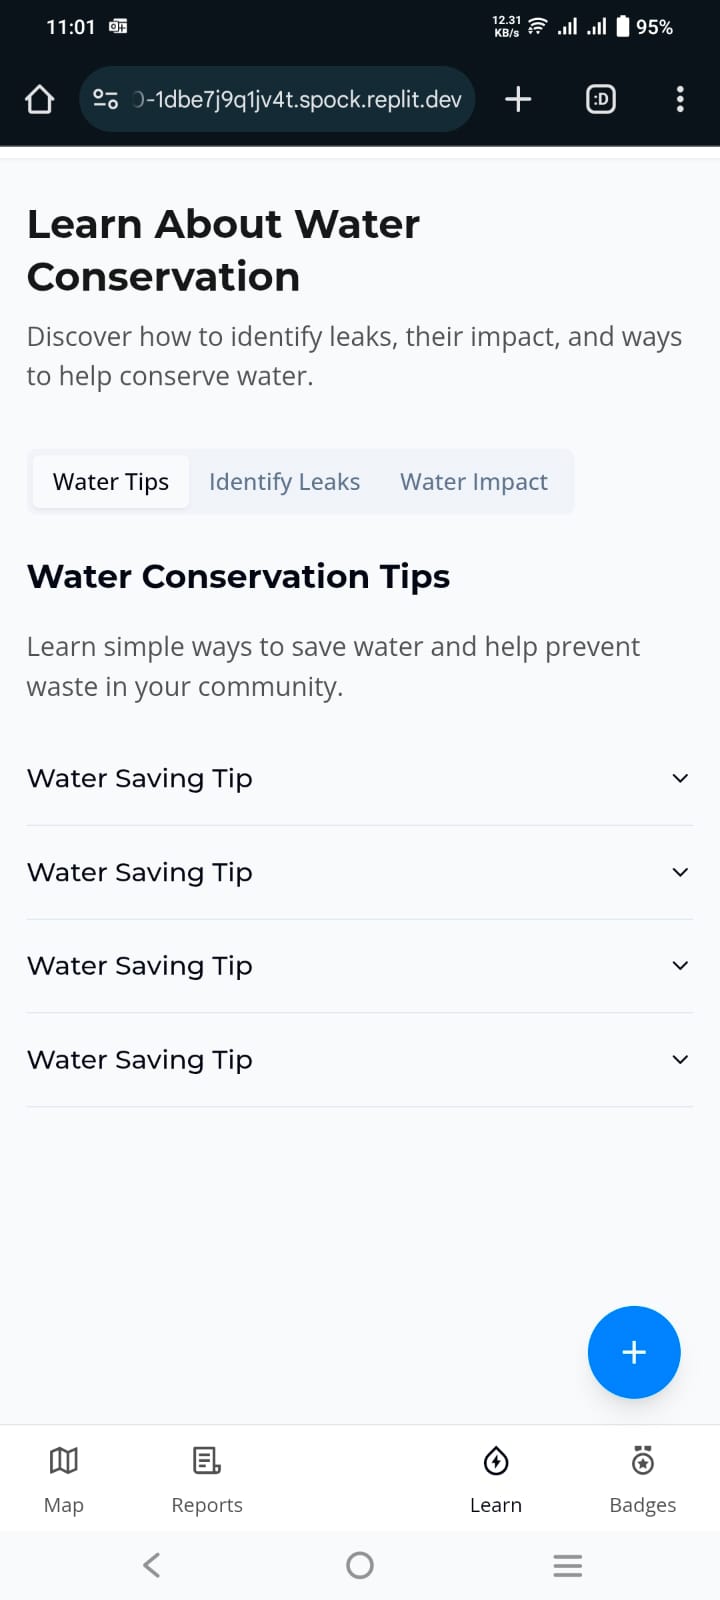 11:01
12.31
KB/s
95%
-1dbe7j9q1jv4t.spock.replit.dev
:D
Learn About Water
Conservation
Discover how to identify leaks, their impact, and ways
to help conserve water.
Water Tips Identify Leaks Water Impact
Water Conservation Tips
Learn simple ways to save water and help prevent
waste in your community.
Water Saving Tip
Water Saving Tip
Water Saving Tip
Water Saving Tip
Map Reports Learn Badges